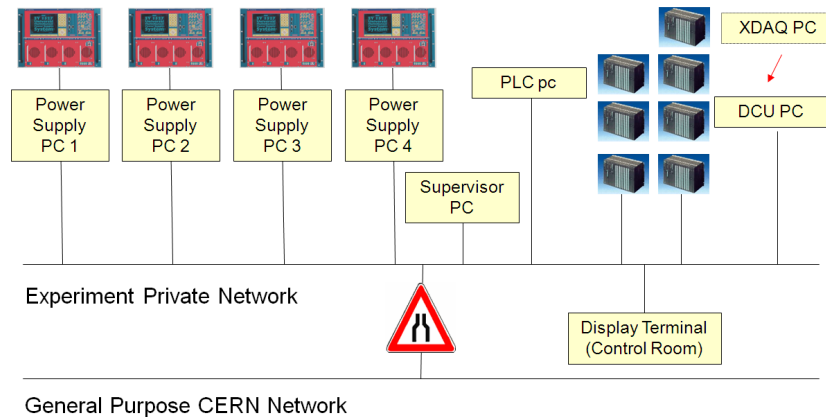 XDAQ PC
PLC pc
Power
Supply
PC 1
Power
Supply
PC 2
Power
Supply
PC 3
Power
Supply
PC 4
DCU PC
Supervisor
PC
Experiment Private Network
Display Terminal
(Control Room)
General Purpose CERN Network